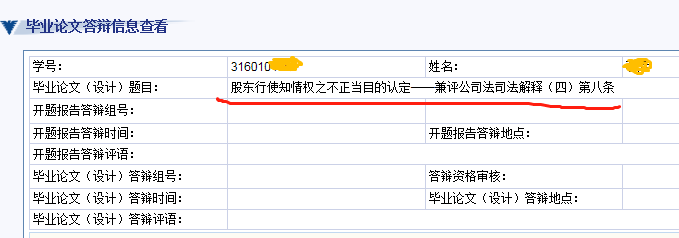 毕业论文答辩信息查看
学号： 316010 姓名：
毕业论文（设计）题目： 股东行使知情权之不正当目的认定——兼评公司法司法解释（四）第八条
开题报告答辩组号：
开题报告答辩时间： 开题报告答辩地点：
开题报告答辩评语：
毕业论文（设计）答辩组号： 答辩资格审核：
毕业论文（设计）答辩时间： 毕业论文（设计）答辩地点：
毕业论文（设计）答辩评语：